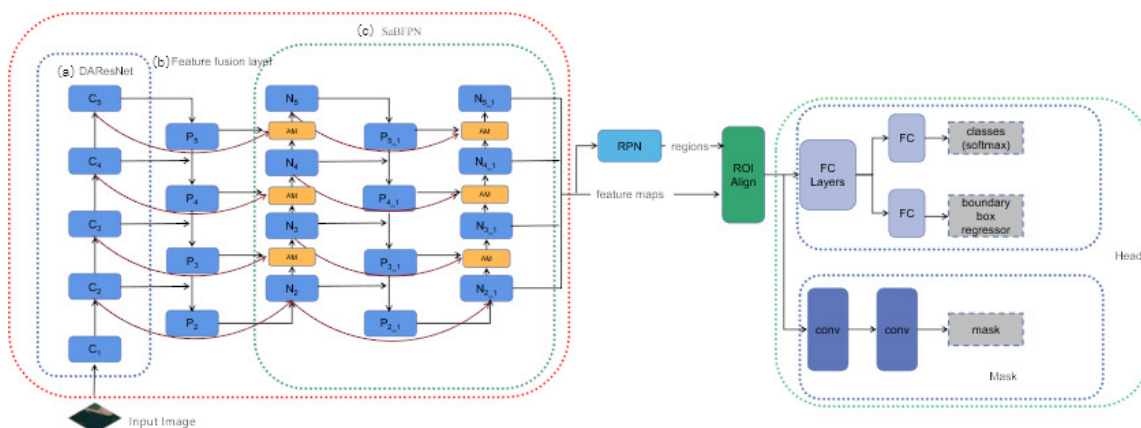 (c) SaBFPN
(a) DAResNet
(b) Feature fusion layer
C5
C4
C3
C2
C1
P5
P4
P3
P2
N5
AM
N4
AM
N3
AM
N2
P5_1
P4_1
P3_1
P2_1
N5_1
AM
N4_1
AM
N3_1
AM
N2_1
Input Image
RPN
regions
feature maps
ROI
Align
FC
Layers
FC
classes
(softmax)
FC
boundary
box
regressor
Head
conv
conv
mask
Mask